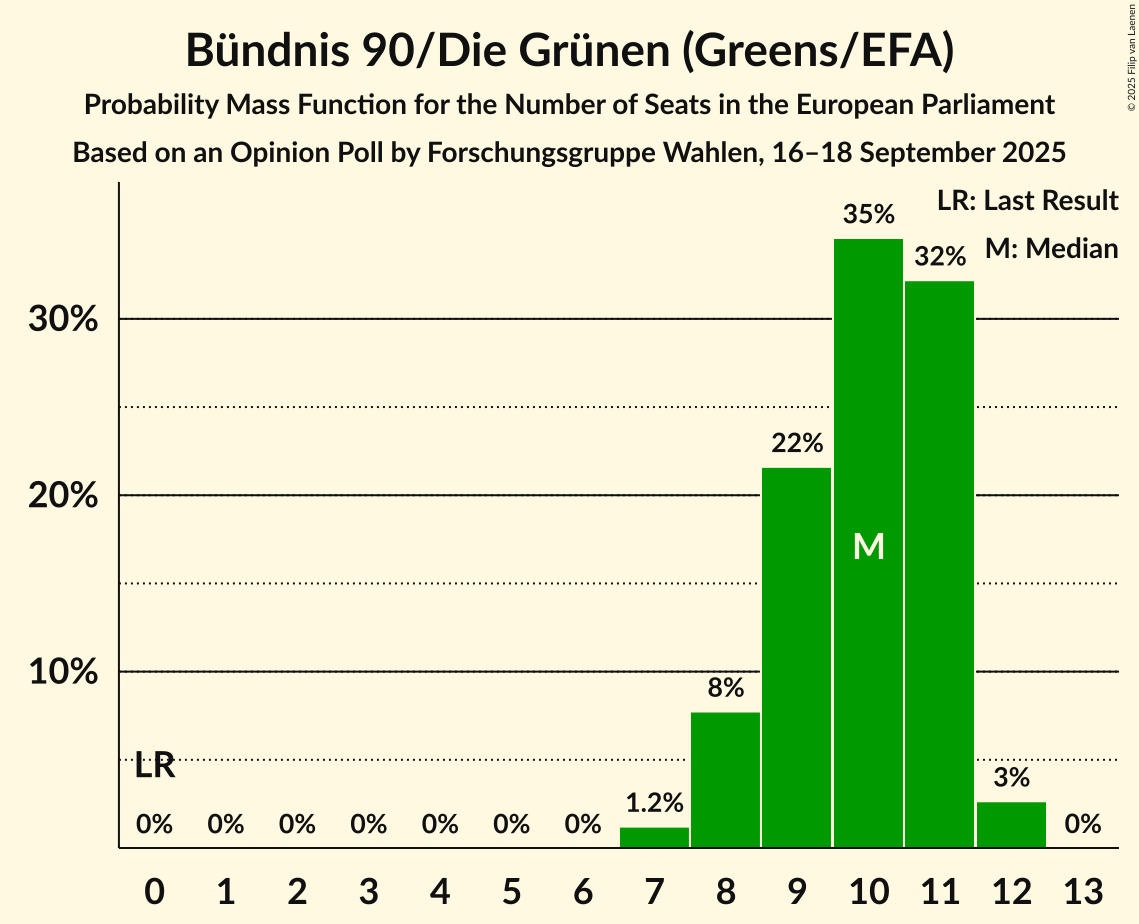 Bündnis 90/Die Grünen (Greens/EFA)
Probability Mass Function for the Number of Seats in the European Parliament
Based on an Opinion Poll by Forschungsgruppe Wahlen, 16–18 September 2025
© 2025 Filip van Laenen
LR: Last Result
M: Median
35%
32%
30%
22%
20%
M
10%
8%
LR
3%
1.2%
0% 0% 0% 0% 0% 0% 0% 0%
0 1 2 3 4 5 6 7 8 9 10 11 12 13